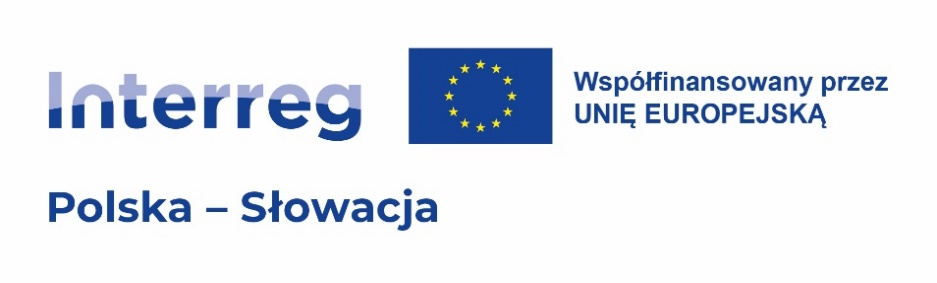 Interreg
Współfinansowany przez
UNIĘ EUROPEJSKĄ
Polska – Słowacja